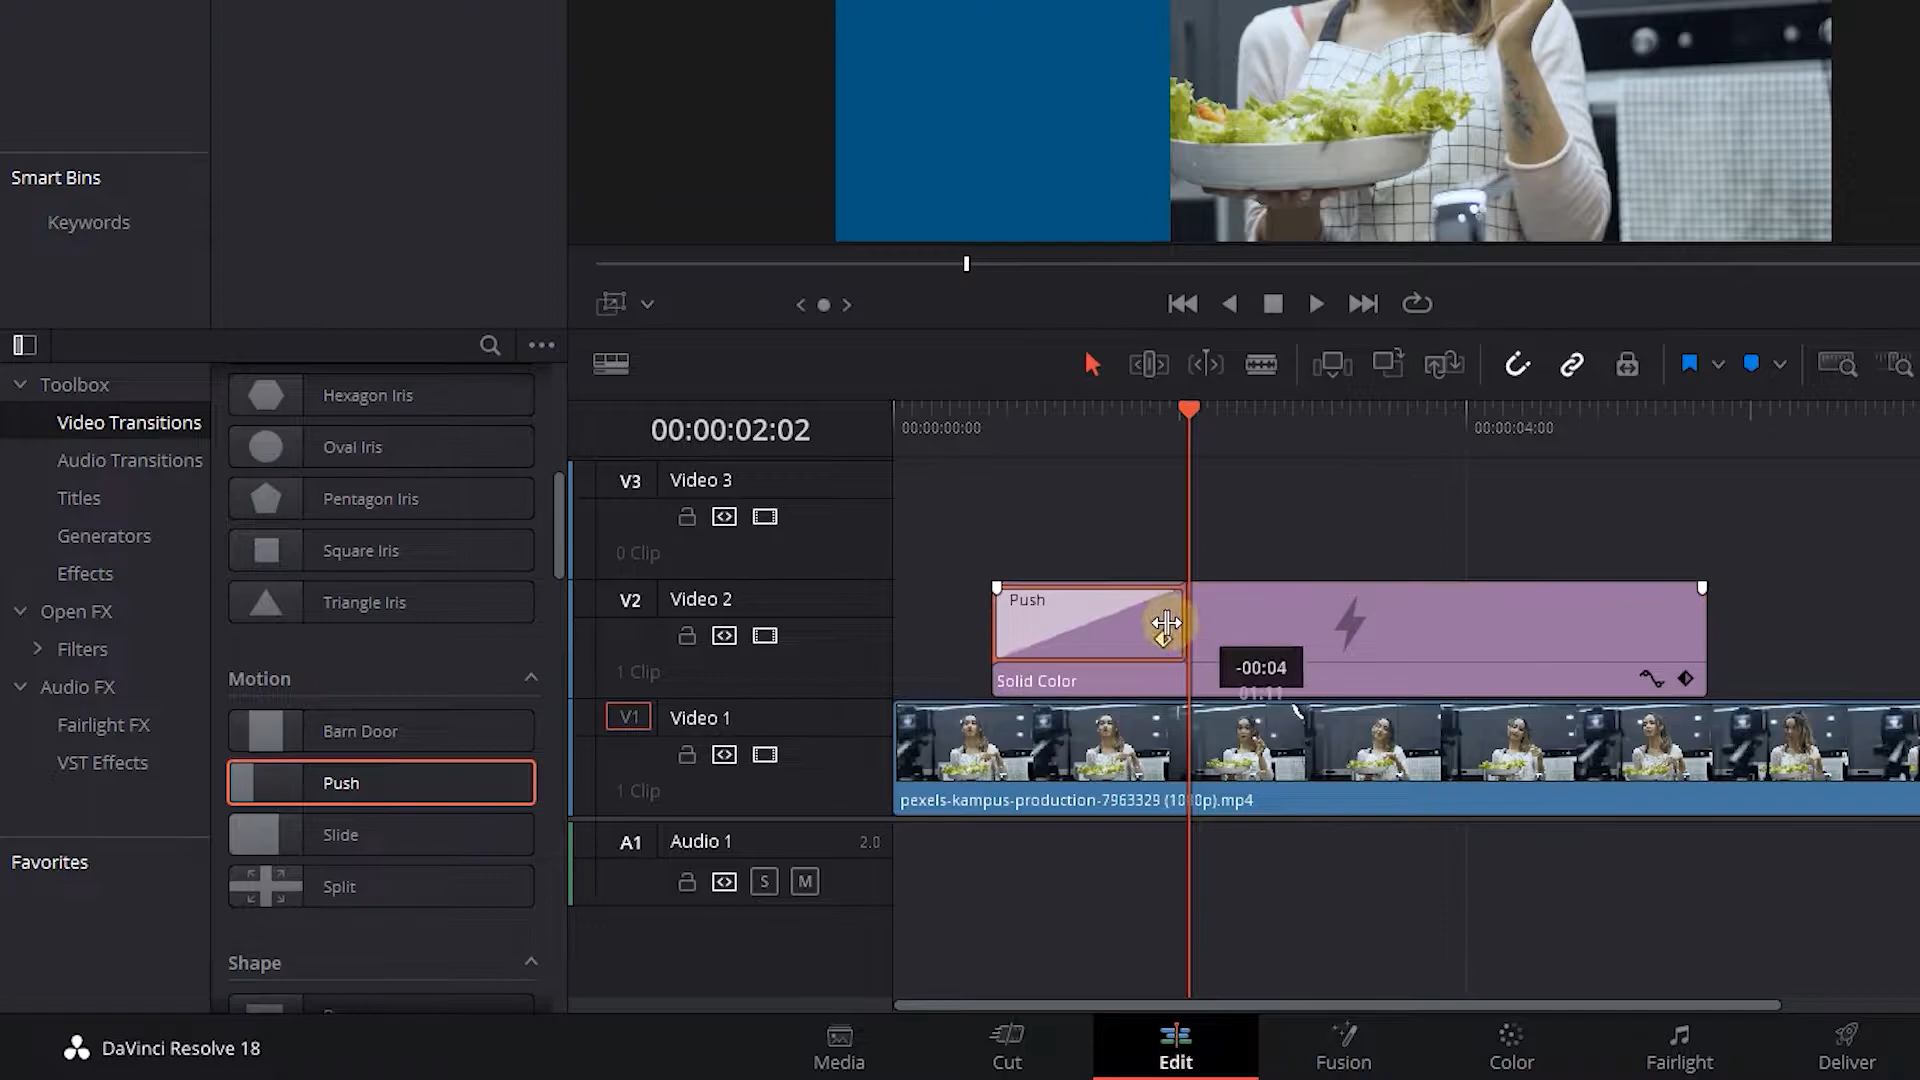 Smart Bins
Keywords
Toolbox
Video Transitions
Audio Transitions
Titles
Generators
Effects
Open FX
Filters
Audio FX
Fairlight FX
VST Effects
Favorites
Hexagon Iris
Oval Iris
Pentagon Iris
Square Iris
Triangle Iris
Motion
Barn Door
Push
Slide
Split
Shape
00:00:02:02
00:00:00:00
00:00:04:00
V3 Video 3
0 Clip
V2 Video 2
1 Clip
Push
-00:04
01:11
Solid Color
V1 Video 1
1 Clip
pexels-kampus-production-7963329 (1080p).mp4
A1 Audio 1 2.0
S M
DaVinci Resolve 18
Media
Cut
Edit
Fusion
Color
Fairlight
Deliver